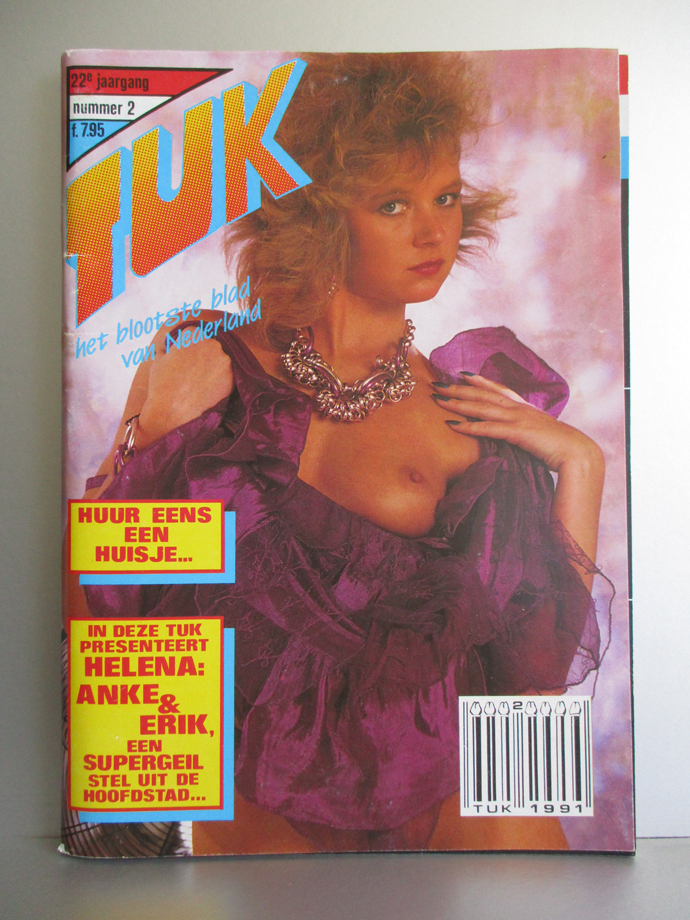 22e jaargang
nummer 2
f. 7.95
TUK
het blootste blad
van Nederland
HUUR EENS
EEN
HUISJE...
IN DEZE TUK
PRESENTEERT
HELENA:
ANKE
&
ERIK,
EEN
SUPERGEIL
STEL UIT DE
HOOFDSTAD...
2
TUK 1991